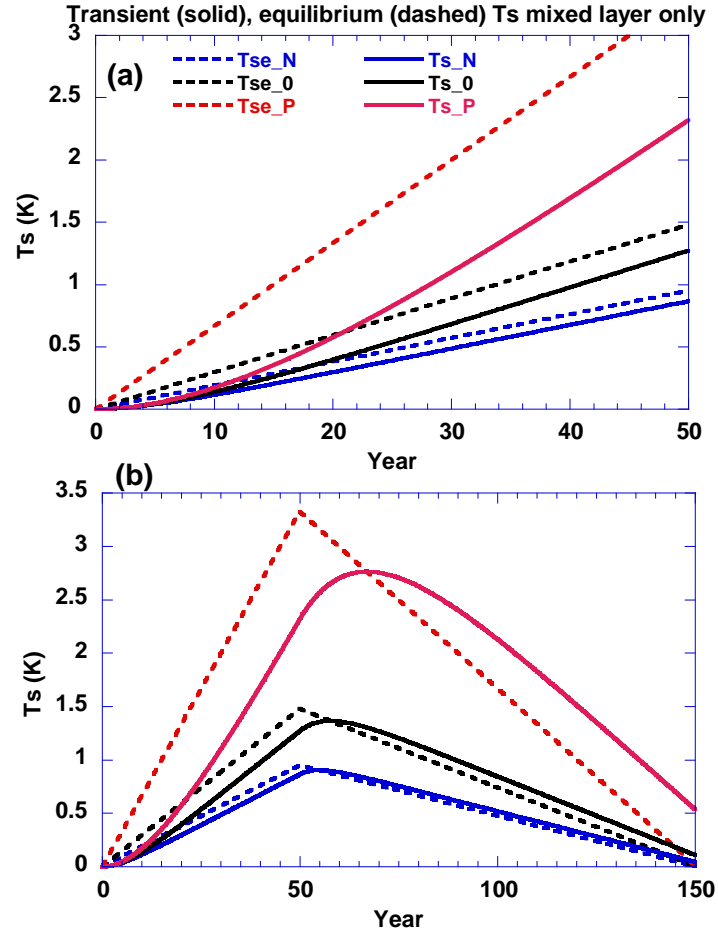 Transient (solid), equilibrium (dashed) Ts mixed layer only
3
2.5
2
1.5
1
0.5
0
Ts (K)
(a)
Tse_N Ts_N
Tse_0 Ts_0
Tse_P Ts_P
0 10 20 30 40 50
Year
(b)
3.5
3
2.5
2
1.5
1
0.5
0
Ts (K)
0 50 100 150
Year